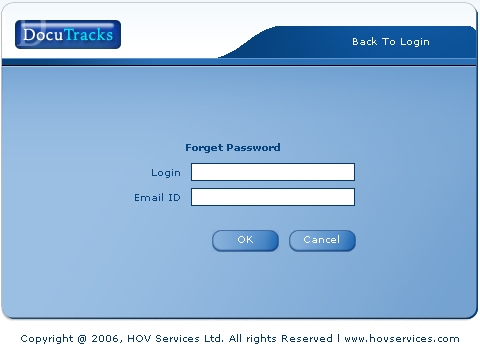 DocuTracks
Back To Login
Forget Password
Login
Email ID
OK Cancel
Copyright @ 2006, HOV Services Ltd. All rights Reserved l www.hovservices.com